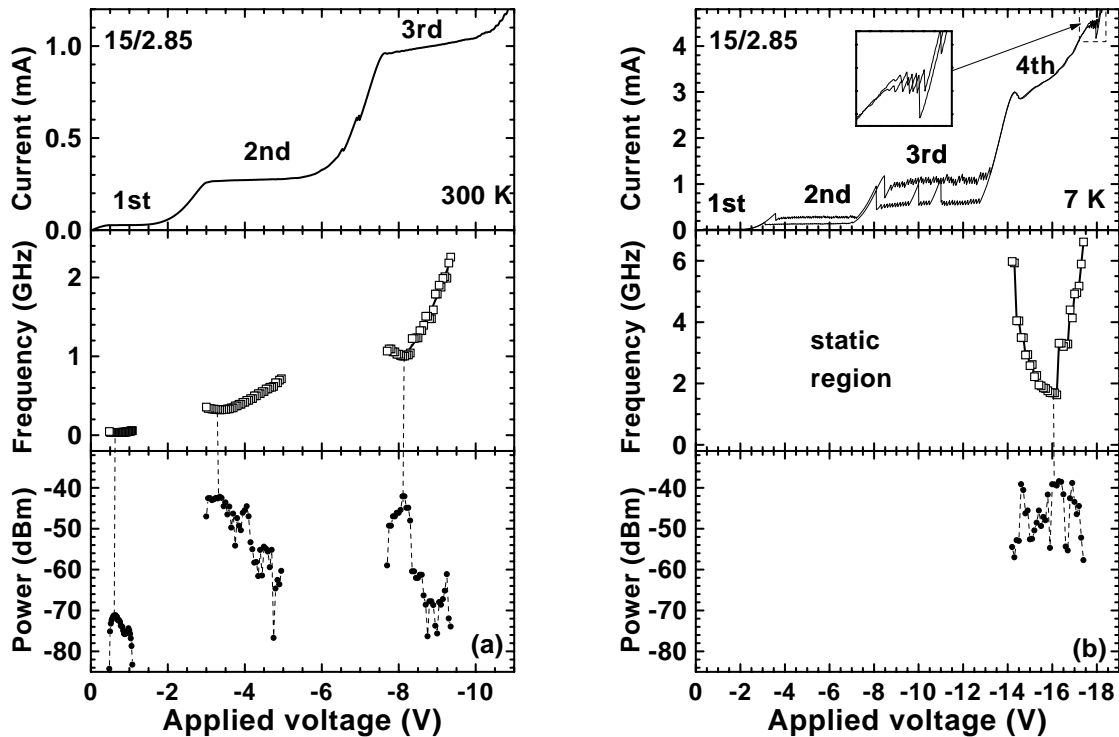 15/2.85
3rd
2nd
1st
300 K
Current (mA)
1.0
0.5
0.0
Frequency (GHz)
2
1
0
Power (dBm)
-40
-50
-60
-70
-80
(a)
0 -2 -4 -6 -8 -10
Applied voltage (V)
15/2.85
4th
3rd
2nd
1st
7 K
Current (mA)
4
3
2
1
0
Frequency (GHz)
6
4
2
0
static
region
Power (dBm)
-40
-50
-60
-70
-80
(b)
0 -2 -4 -6 -8 -10 -12 -14 -16 -18
Applied voltage (V)